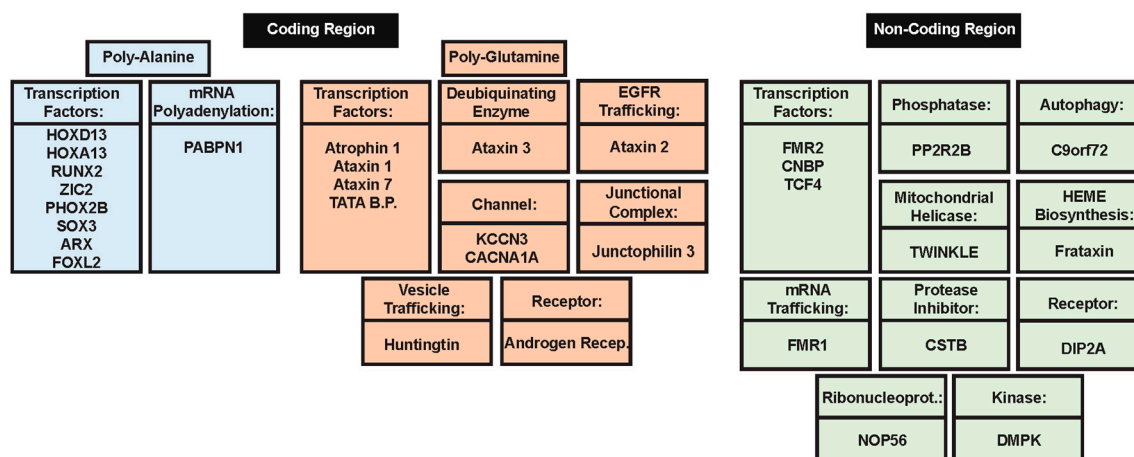 Coding Region
Non-Coding Region
Poly-Alanine
Poly-Glutamine
Transcription
Factors:
HOXD13
HOXA13
RUNX2
ZIC2
PHOX2B
SOX3
ARX
FOXL2
mRNA
Polyadenylation:
PABPN1
Transcription
Factors:
Atrophin 1
Ataxin 1
Ataxin 7
TATA B.P.
Deubiquinating
Enzyme
Ataxin 3
EGFR
Trafficking:
Ataxin 2
Channel:
KCCN3
CACNA1A
Junctional
Complex:
Junctophilin 3
Vesicle
Trafficking:
Huntingtin
Receptor:
Androgen Recep.
Transcription
Factors:
FMR2
CNBP
TCF4
Phosphatase:
PP2R2B
Autophagy:
C9orf72
Mitochondrial
Helicase:
TWINKLE
HEME
Biosynthesis:
Frataxin
mRNA
Trafficking:
FMR1
Protease
Inhibitor:
CSTB
Receptor:
DIP2A
Ribonucleoprot.:
NOP56
Kinase:
DMPK